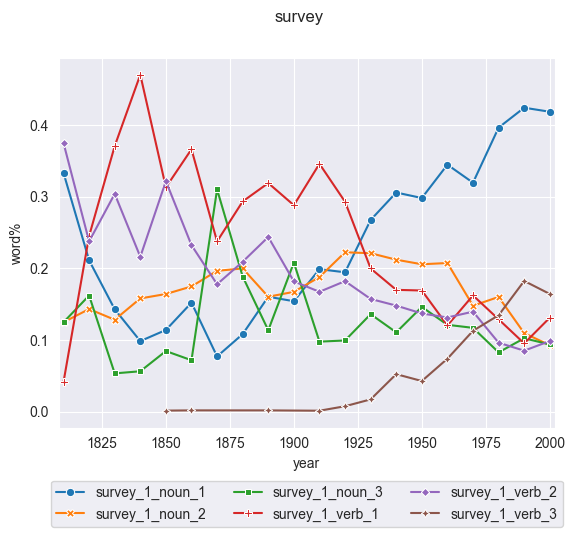 survey
0.4
0.3
0.2
0.1
0.0
word%
1825 1850 1875 1900 1925 1950 1975 2000
year
survey_1_noun_1 survey_1_noun_3 survey_1_verb_2
survey_1_noun_2 survey_1_verb_1 survey_1_verb_3